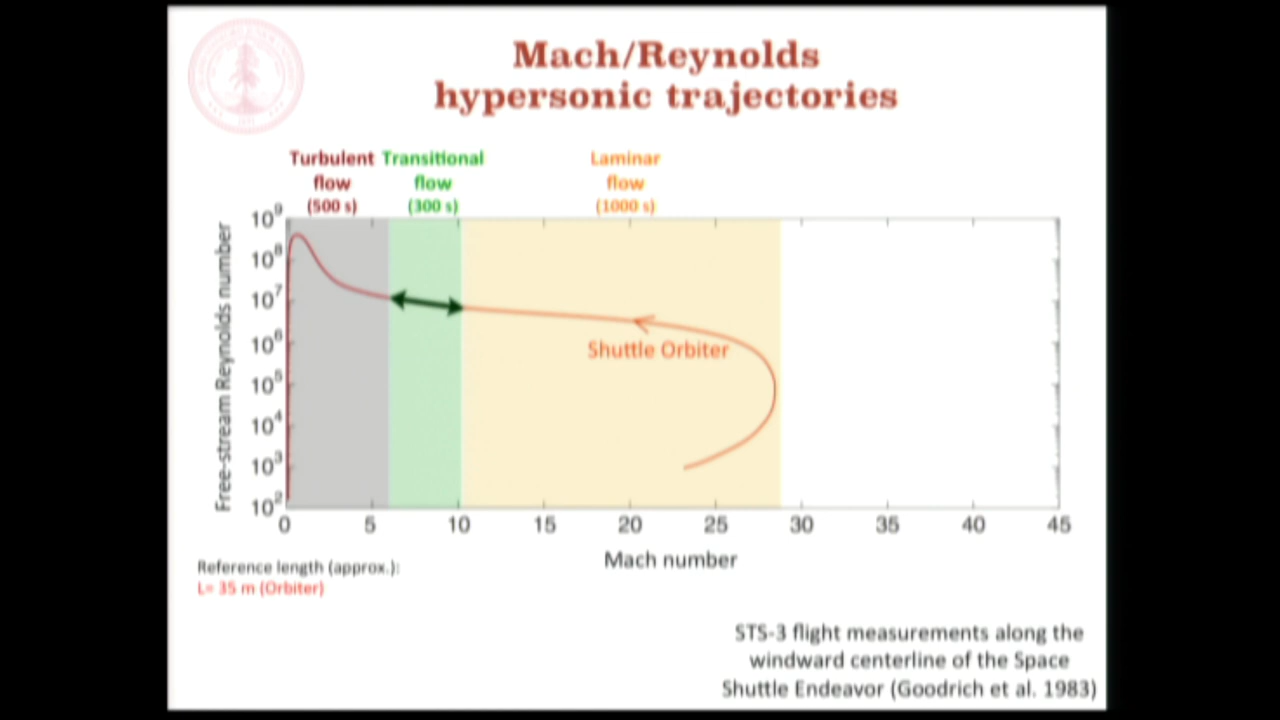 Mach/Reynolds
hypersonic trajectories
Turbulent Transitional Laminar
flow flow flow
(500 s) (300 s) (1000 s)
Free-stream Reynolds number
10⁹
10⁸
10⁷
10⁶
10⁵
10⁴
10³
10²
Shuttle Orbiter
0 5 10 15 20 25 30 35 40 45
Mach number
Reference length (approx.):
L= 35 m (Orbiter)
STS-3 flight measurements along the
windward centerline of the Space
Shuttle Endeavor (Goodrich et al. 1983)